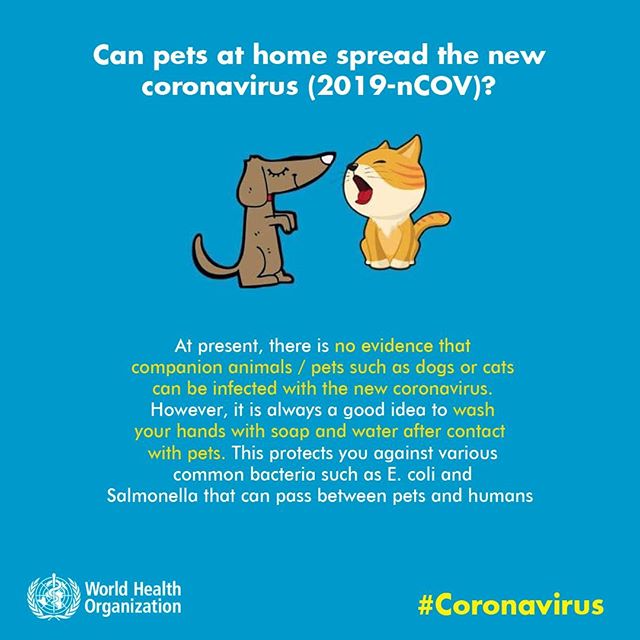 Can pets at home spread the new
coronavirus (2019-nCOV)?
At present, there is no evidence that
companion animals / pets such as dogs or cats
can be infected with the new coronavirus.
However, it is always a good idea to wash
your hands with soap and water after contact
with pets. This protects you against various
common bacteria such as E. coli and
Salmonella that can pass between pets and humans
World Health
Organization
#Coronavirus